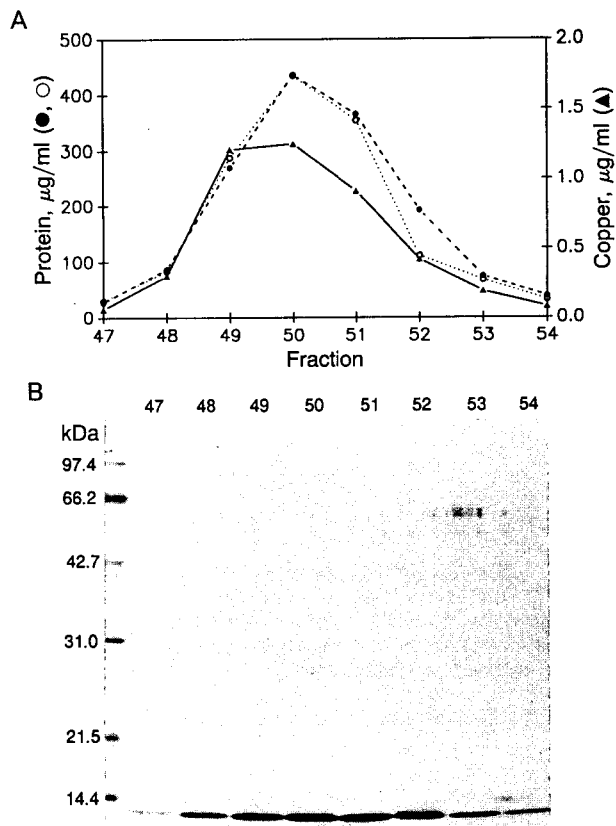 A
Protein, µg/ml (●, ○)
500
400
300
200
100
0
Copper, µg/ml (▲)
2.0
1.5
1.0
0.5
0.0
47 48 49 50 51 52 53 54
Fraction
B
47 48 49 50 51 52 53 54
kDa
97.4
66.2
42.7
31.0
21.5
14.4